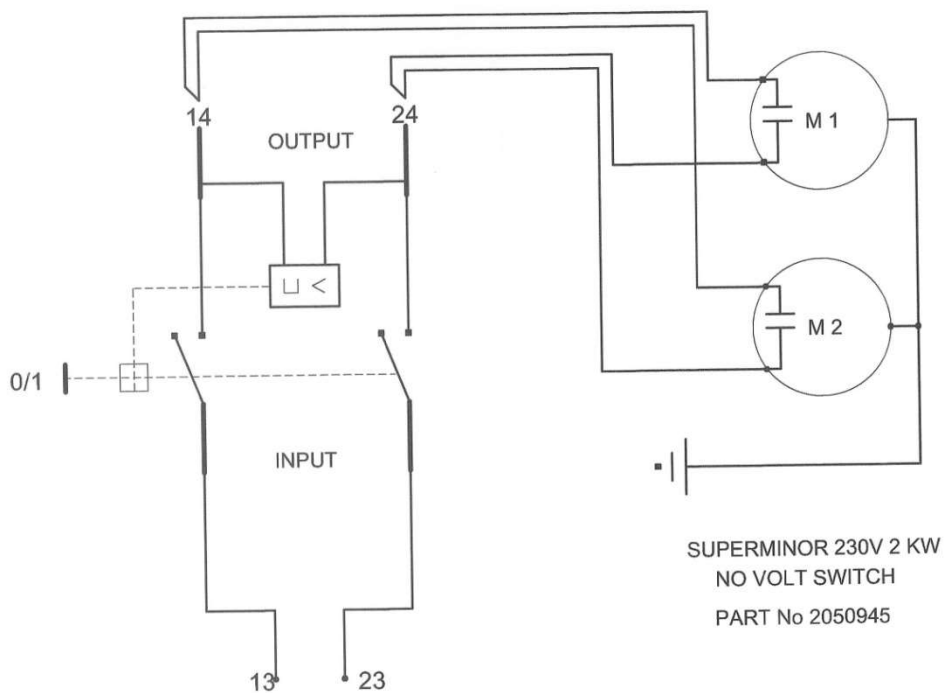 14
24
OUTPUT
M 1
U <
M 2
0/1
INPUT
SUPERMINOR 230V 2 KW
NO VOLT SWITCH
PART No 2050945
13
23